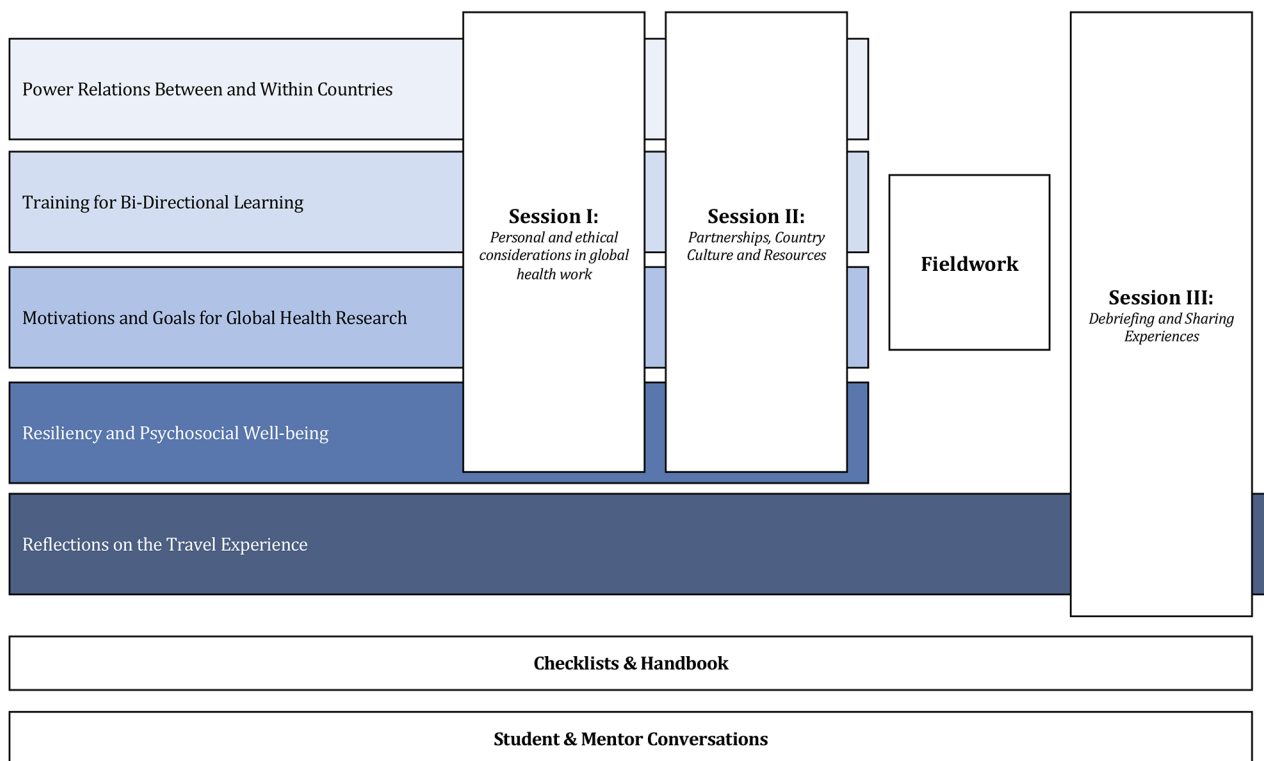 Power Relations Between and Within Countries
Training for Bi-Directional Learning
Motivations and Goals for Global Health Research
Resiliency and Psychosocial Well-being
Reflections on the Travel Experience
Session I:
Personal and ethical
considerations in global
health work
Session II:
Partnerships, Country
Culture and Resources
Fieldwork
Session III:
Debriefing and Sharing
Experiences
Checklists & Handbook
Student & Mentor Conversations